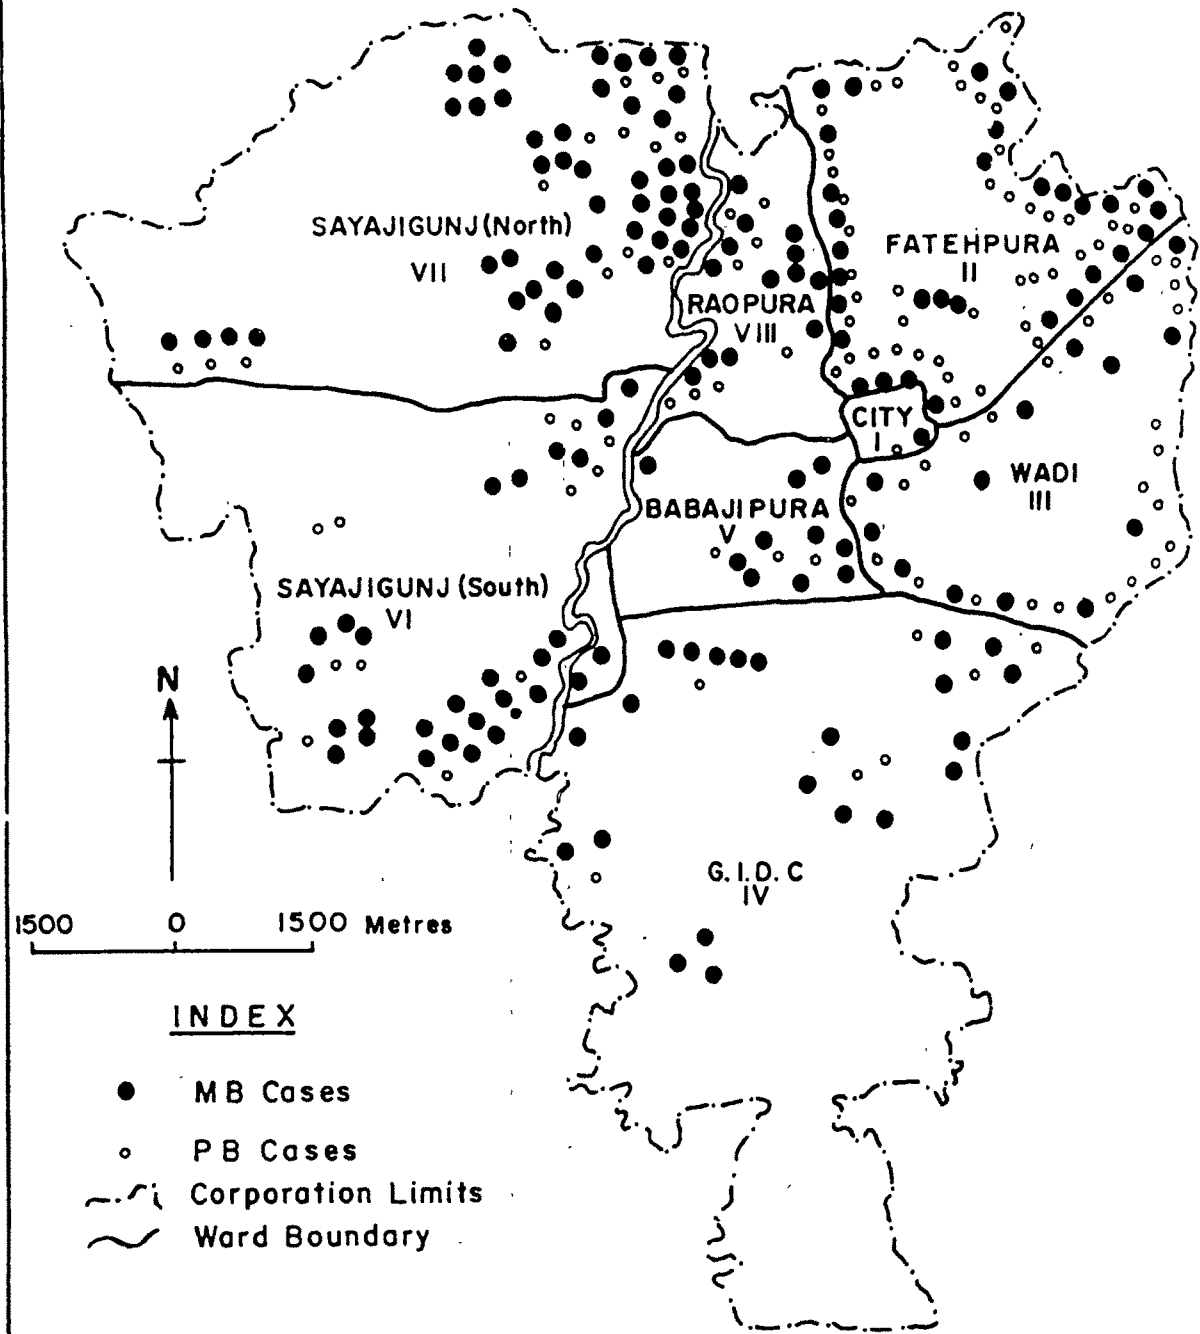 SAYAJIGUNJ (North)
VII
FATEHPURA
II
RAOPURA
VIII
CITY
I
WADI
III
BABAJIPURA
V
SAYAJIGUNJ (South)
VI
N
G.I.D.C
IV
1500 0 1500 Metres
INDEX
MB Cases
PB Cases
Corporation Limits
Ward Boundary